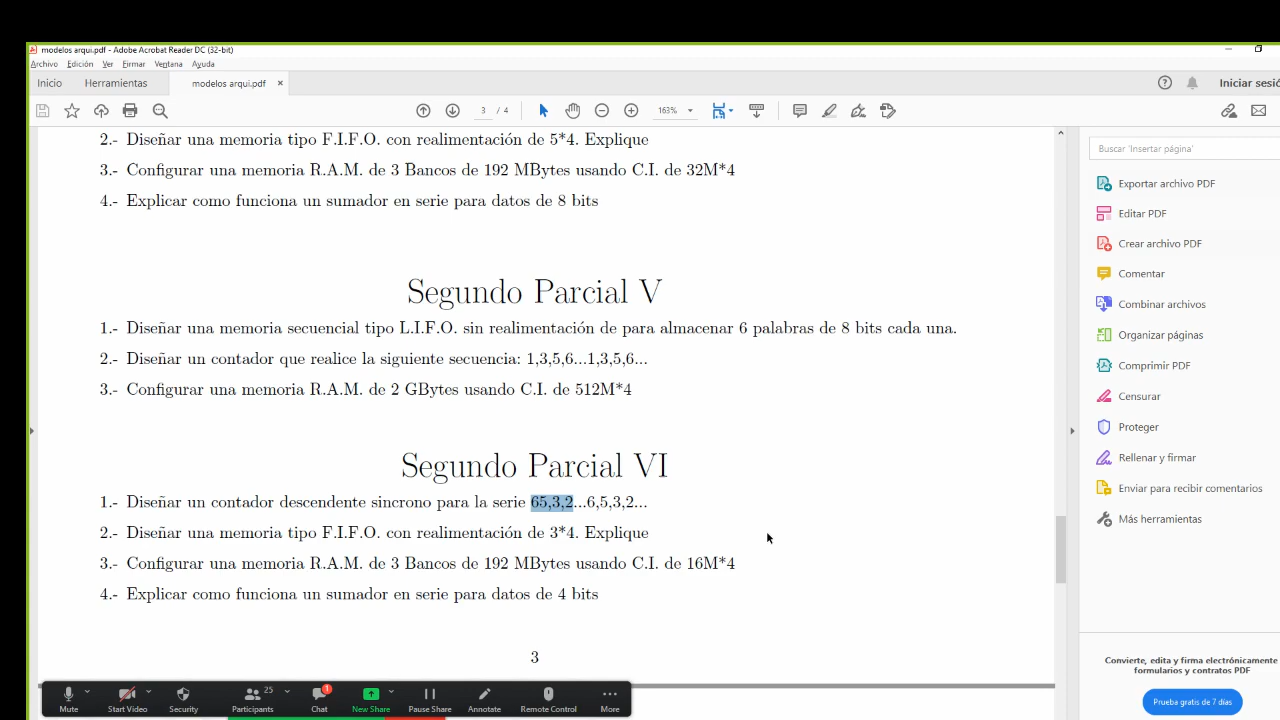 modelos arqui.pdf - Adobe Acrobat Reader DC (32-bit)
Archivo Edición Ver Firmar Ventana Ayuda
Inicio Herramientas modelos arqui.pdf × Iniciar sesió
3 / 4 163%
2.- Diseñar una memoria tipo F.I.F.O. con realimentación de 5*4. Explique
3.- Configurar una memoria R.A.M. de 3 Bancos de 192 MBytes usando C.I. de 32M*4
4.- Explicar como funciona un sumador en serie para datos de 8 bits
Segundo Parcial V
1.- Diseñar una memoria secuencial tipo L.I.F.O. sin realimentación de para almacenar 6 palabras de 8 bits cada una.
2.- Diseñar un contador que realice la siguiente secuencia: 1,3,5,6...1,3,5,6...
3.- Configurar una memoria R.A.M. de 2 GBytes usando C.I. de 512M*4
Segundo Parcial VI
1.- Diseñar un contador descendente sincrono para la serie 65,3,2...6,5,3,2...
2.- Diseñar una memoria tipo F.I.F.O. con realimentación de 3*4. Explique
3.- Configurar una memoria R.A.M. de 3 Bancos de 192 MBytes usando C.I. de 16M*4
4.- Explicar como funciona un sumador en serie para datos de 4 bits
3
Buscar 'Insertar página'
Exportar archivo PDF
Editar PDF
Crear archivo PDF
Comentar
Combinar archivos
Organizar páginas
Comprimir PDF
Censurar
Proteger
Rellenar y firmar
Enviar para recibir comentarios
Más herramientas
Convierte, edita y firma electrónicamente
formularios y contratos PDF
Prueba gratis de 7 días
25 1
Mute Start Video Security Participants Chat New Share Pause Share Annotate Remote Control More